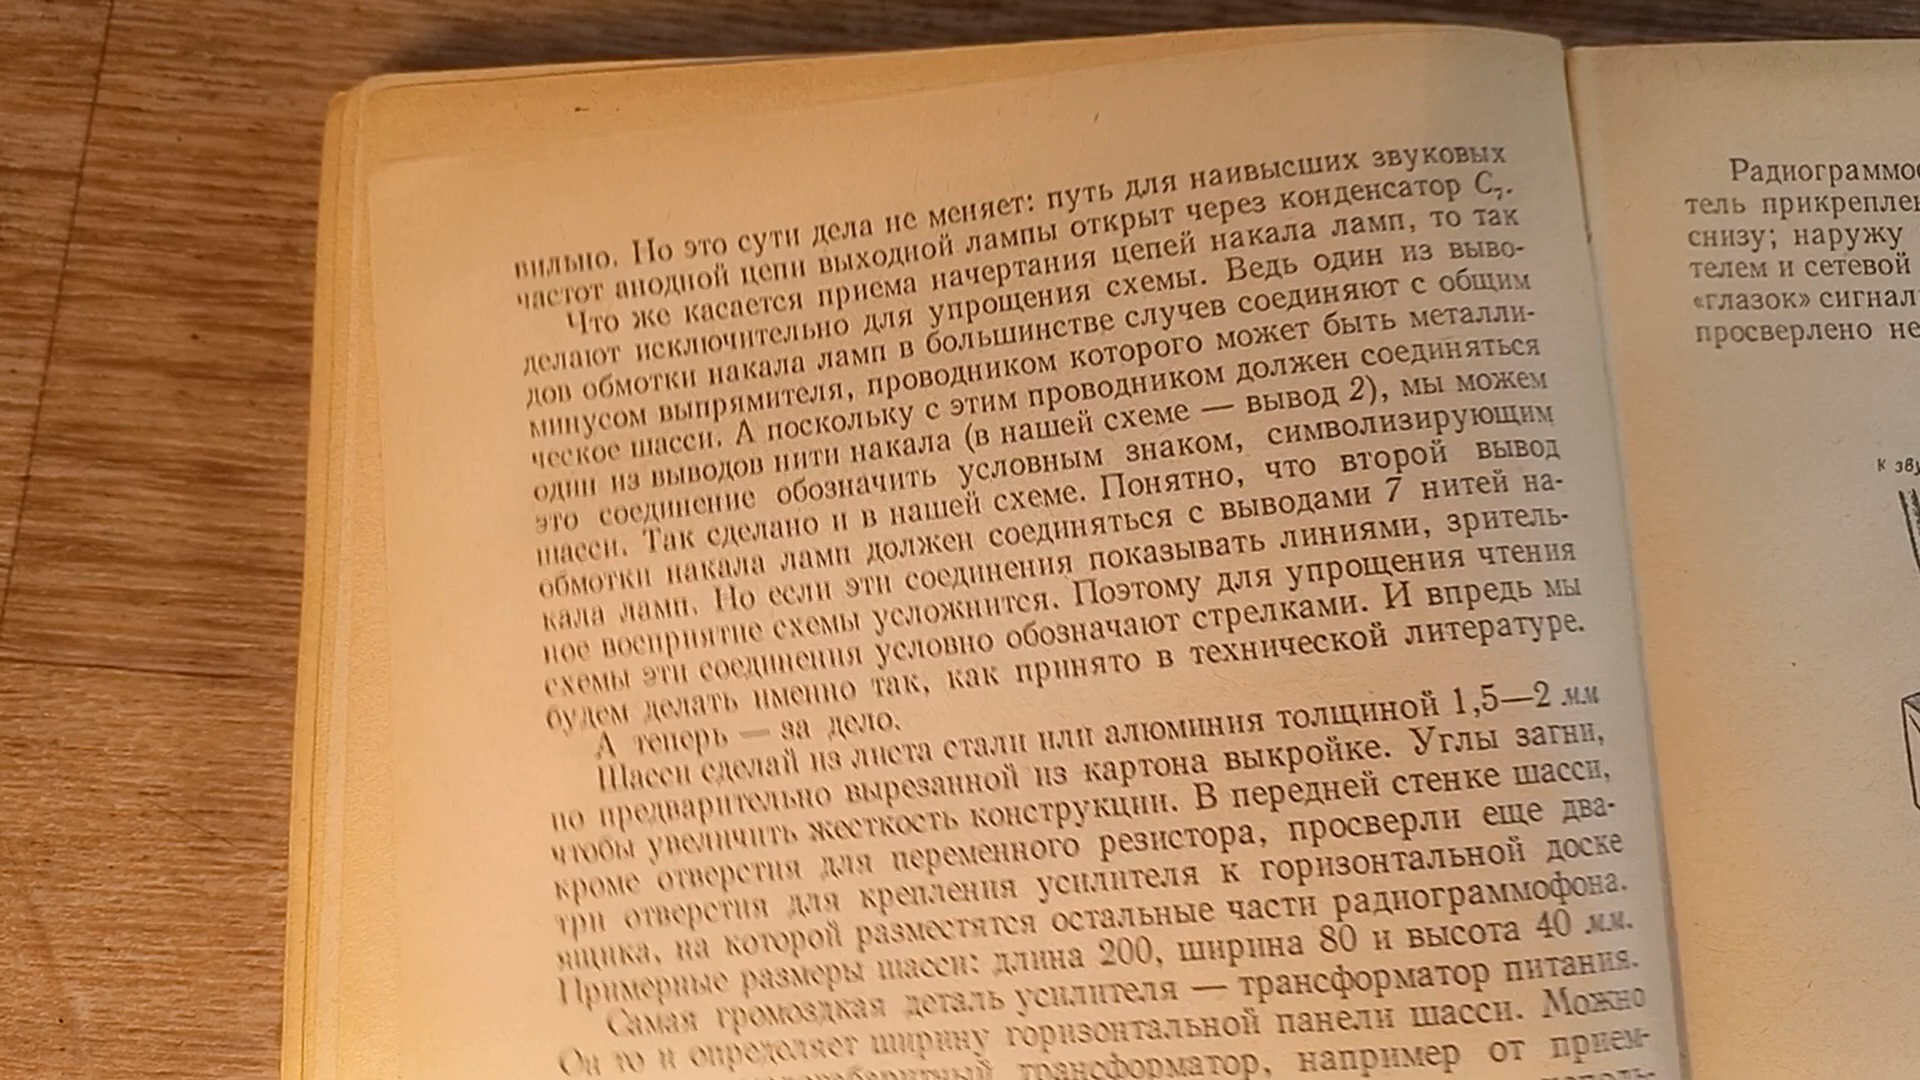 вильно. Но это сути дела не меняет: путь для наивысших звуковых
частот анодной цепи выходной лампы открыт через конденсатор С₇.
Что же касается приема начертания цепей накала ламп, то так
делают исключительно для упрощения схемы. Ведь один из выво-
дов обмотки накала ламп в большинстве случев соединяют с общим
минусом выпрямителя, проводником которого может быть металли-
ческое шасси. А поскольку с этим проводником должен соединяться
один из выводов нити накала (в нашей схеме — вывод 2), мы можем
это соединение обозначить условным знаком, символизирующим
шасси. Так сделано и в нашей схеме. Понятно, что второй вывод
обмотки накала ламп должен соединяться с выводами 7 нитей на-
кала ламп. Но если эти соединения показывать линиями, зритель-
ное восприятие схемы усложнится. Поэтому для упрощения чтения
схемы эти соединения условно обозначают стрелками. И впредь мы
будем делать именно так, как принято в технической литературе.
А теперь — за дело.
Шасси сделай из листа стали или алюминия толщиной 1,5—2 мм
по предварительно вырезанной из картона выкройке. Углы загни,
чтобы увеличить жесткость конструкции. В передней стенке шасси,
кроме отверстия для переменного резистора, просверли еще два-
три отверстия для крепления усилителя к горизонтальной доске
ящика, на которой разместятся остальные части радиограммофона.
Примерные размеры шасси: длина 200, ширина 80 и высота 40 мм.
Самая громоздкая деталь усилителя — трансформатор питания.
Он то и определяет ширину горизонтальной панели шасси. Можно
трансформатор, например от прием-
Радиограммоф
тель прикреплен
снизу; наружу
телем и сетевой
«глазок» сигнал
просверлено не
к зву